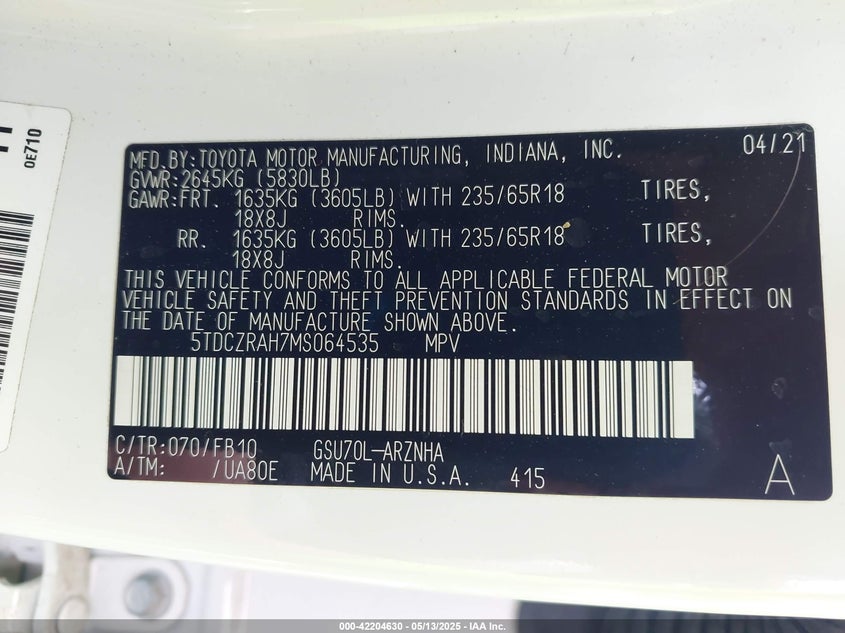 0E710
MFD.BY:TOYOTA MOTOR MANUFACTURING, INDIANA, INC. 04/21
GVWR:2645KG (5830LB)
GAWR:FRT. 1635KG (3605LB) WITH 235/65R18 TIRES,
18X8J RIMS.
RR. 1635KG (3605LB) WITH 235/65R18 TIRES,
18X8J RIMS.
THIS VEHICLE CONFORMS TO ALL APPLICABLE FEDERAL MOTOR
VEHICLE SAFETY AND THEFT PREVENTION STANDARDS IN EFFECT ON
THE DATE OF MANUFACTURE SHOWN ABOVE.
5TDCZRAH7MS064535 MPV
C/TR:070/FB10 GSU70L-ARZNHA
A/TM: /UA80E MADE IN U.S.A. 415 A
000-42204630 - 05/13/2025 - IAA Inc.